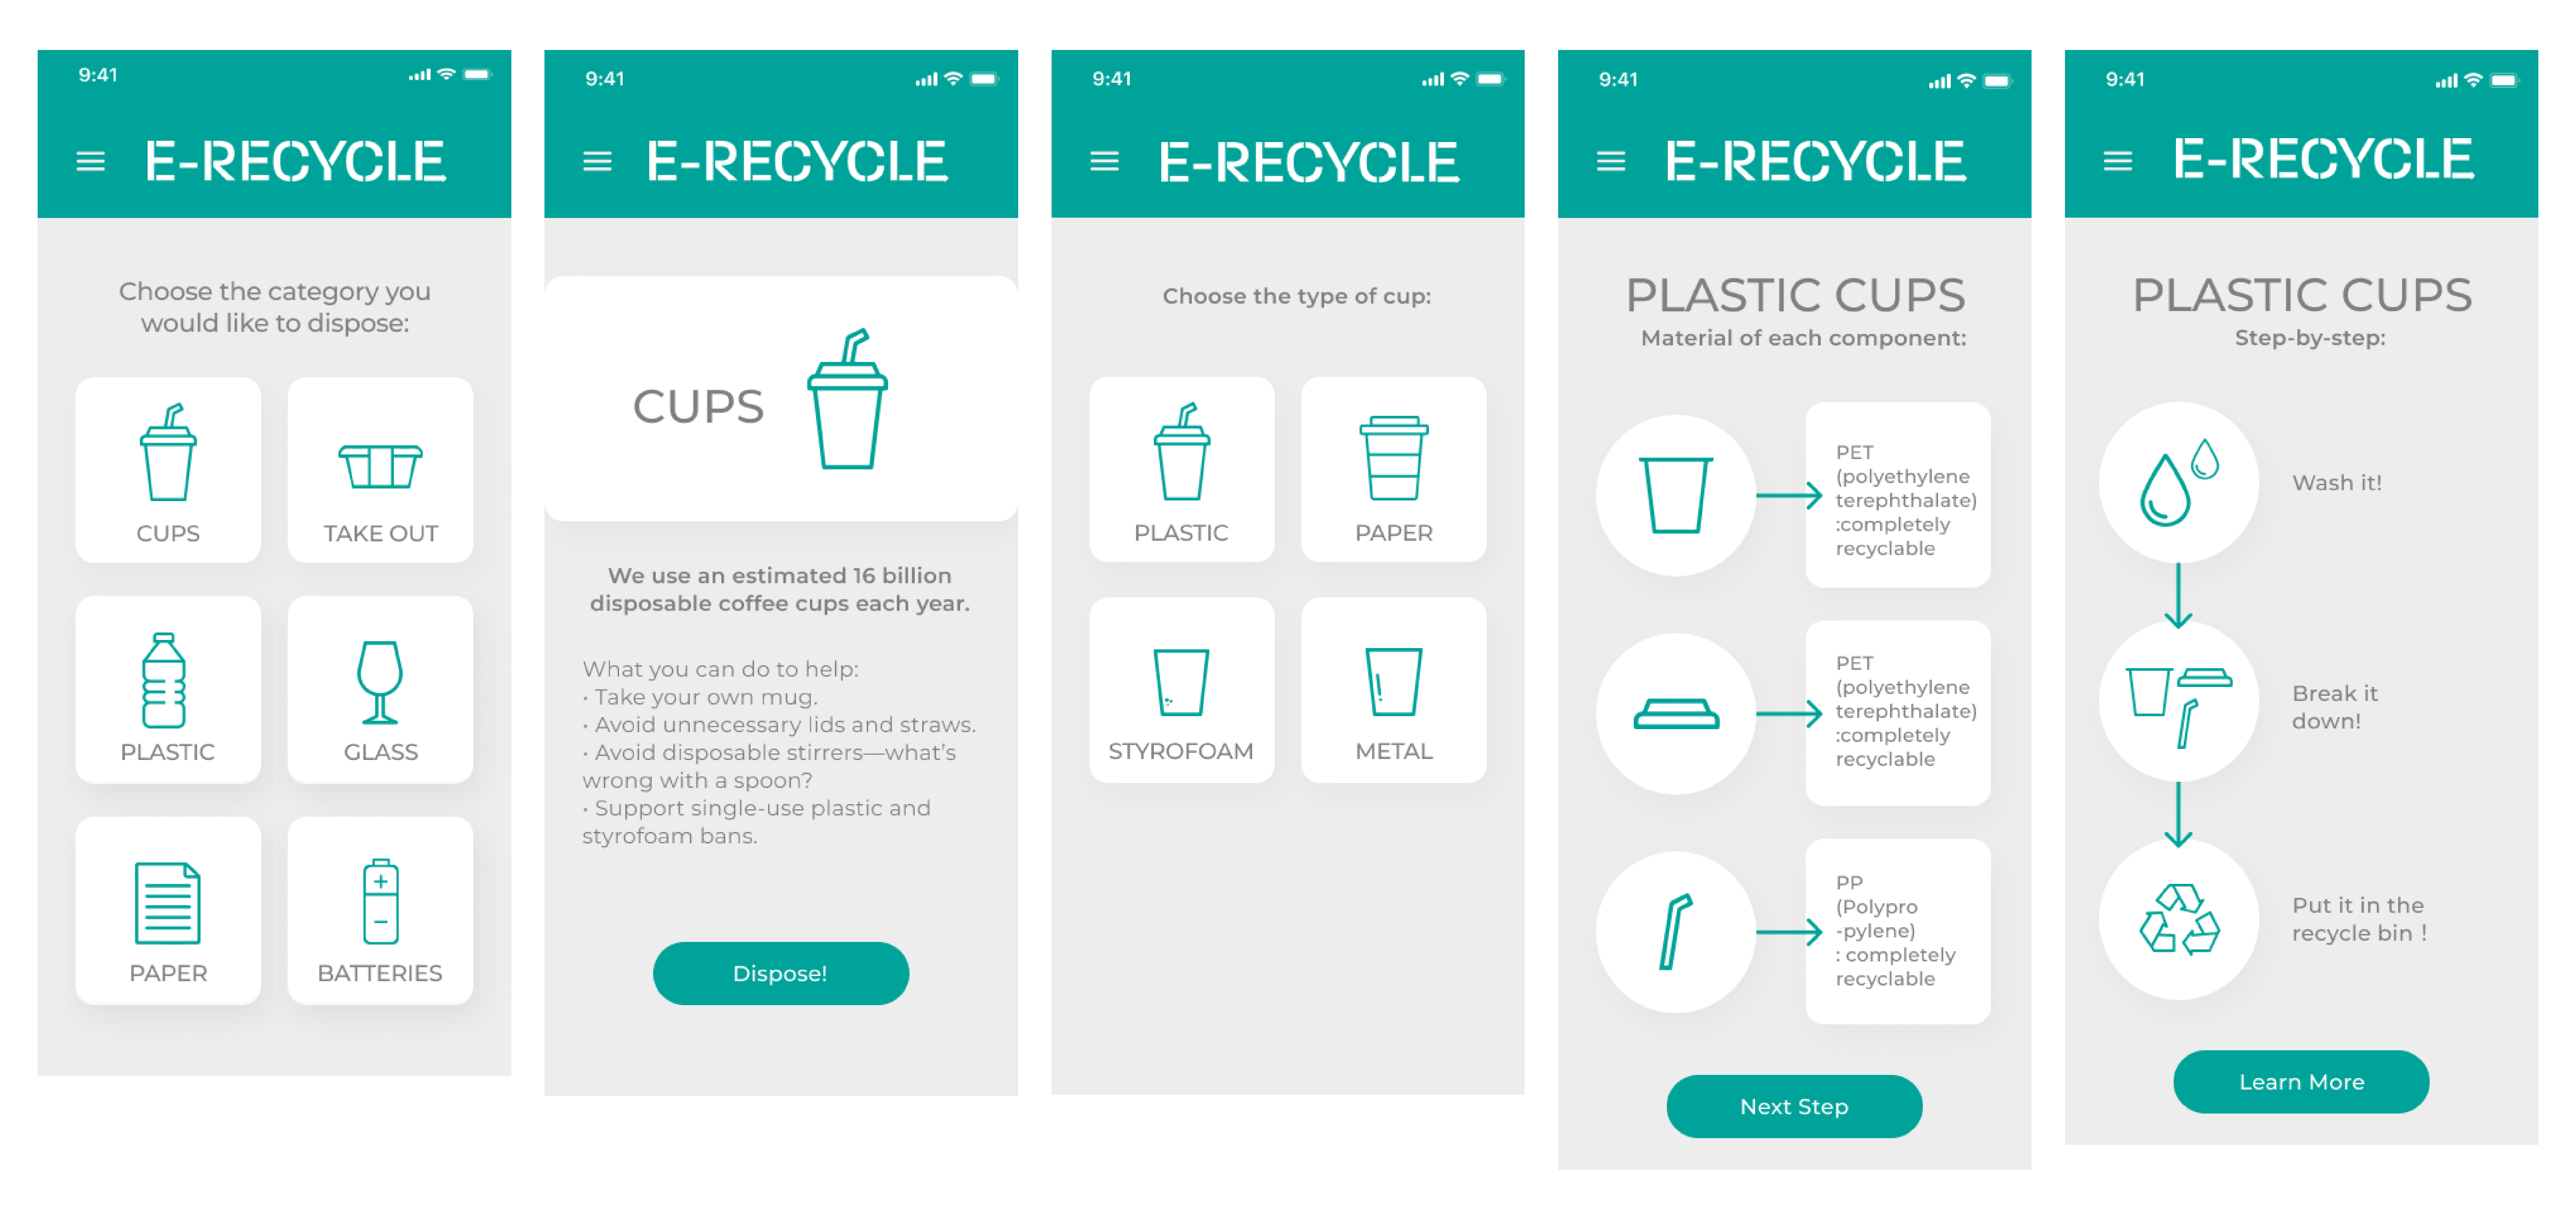 9:41
E-RECYCLE
Choose the category you
would like to dispose:
CUPS
TAKE OUT
PLASTIC
GLASS
PAPER
BATTERIES
9:41
E-RECYCLE
CUPS
We use an estimated 16 billion
disposable coffee cups each year.
What you can do to help:
• Take your own mug.
• Avoid unnecessary lids and straws.
• Avoid disposable stirrers—what's
wrong with a spoon?
• Support single-use plastic and
styrofoam bans.
Dispose!
9:41
E-RECYCLE
Choose the type of cup:
PLASTIC
PAPER
STYROFOAM
METAL
9:41
E-RECYCLE
PLASTIC CUPS
Material of each component:
PET
(polyethylene
terephthalate)
:completely
recyclable
PET
(polyethylene
terephthalate)
:completely
recyclable
PP
(Polypro
-pylene)
: completely
recyclable
Next Step
9:41
E-RECYCLE
PLASTIC CUPS
Step-by-step:
Wash it!
Break it
down!
Put it in the
recycle bin !
Learn More